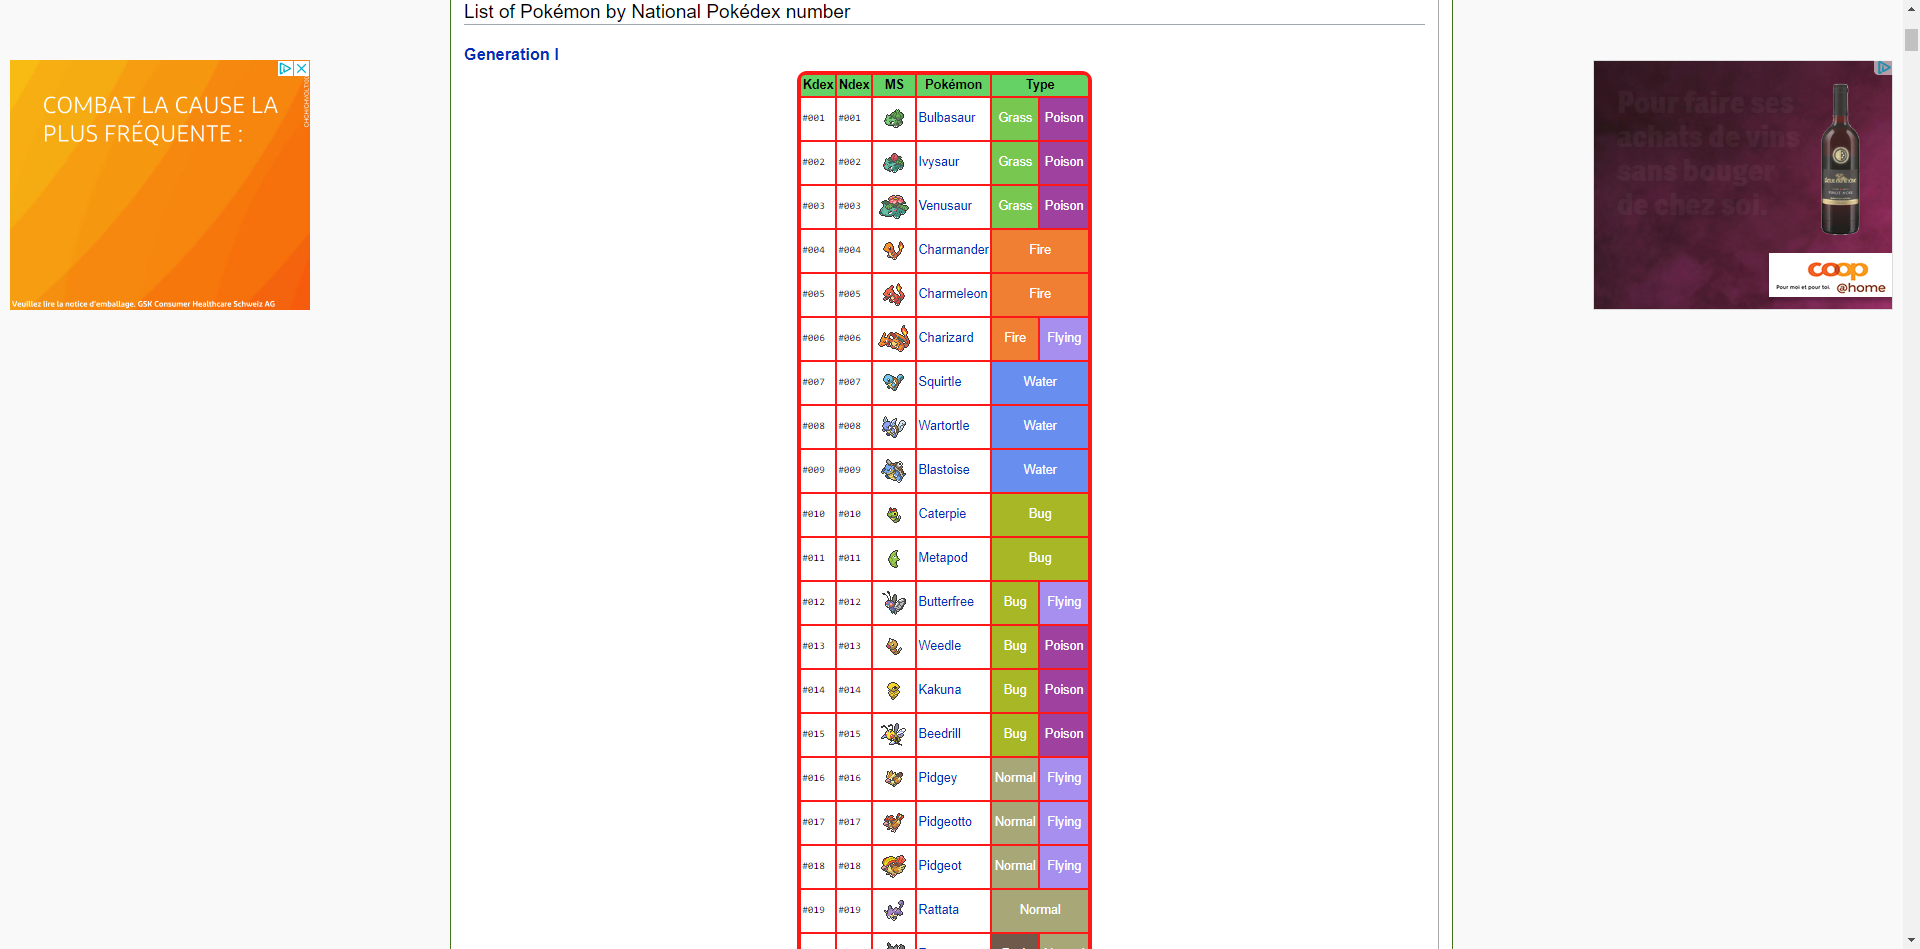 List of Pokémon by National Pokédex number
Generation I
COMBAT LA CAUSE LA
PLUS FRÉQUENTE :
Veuillez lire la notice d'emballage, GSK Consumer Healthcare Schweiz AG
Kdex Ndex MS Pokémon Type
#001 #001 Bulbasaur Grass Poison
#002 #002 Ivysaur Grass Poison
#003 #003 Venusaur Grass Poison
#004 #004 Charmander Fire
#005 #005 Charmeleon Fire
#006 #006 Charizard Fire Flying
#007 #007 Squirtle Water
#008 #008 Wartortle Water
#009 #009 Blastoise Water
#010 #010 Caterpie Bug
#011 #011 Metapod Bug
#012 #012 Butterfree Bug Flying
#013 #013 Weedle Bug Poison
#014 #014 Kakuna Bug Poison
#015 #015 Beedrill Bug Poison
#016 #016 Pidgey Normal Flying
#017 #017 Pidgeotto Normal Flying
#018 #018 Pidgeot Normal Flying
#019 #019 Rattata Normal
Pour faire ses
achats de vins
sans bouger
de chez soi.
PINOT NOIR
coop
Pour moi et pour toi. @home